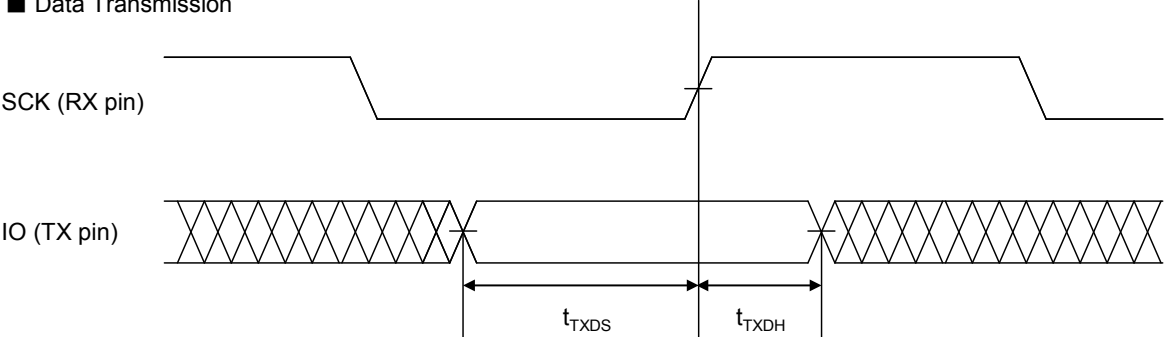 ■ Data Transmission
SCK (RX pin)
IO (TX pin)
tTXDS
tTXDH